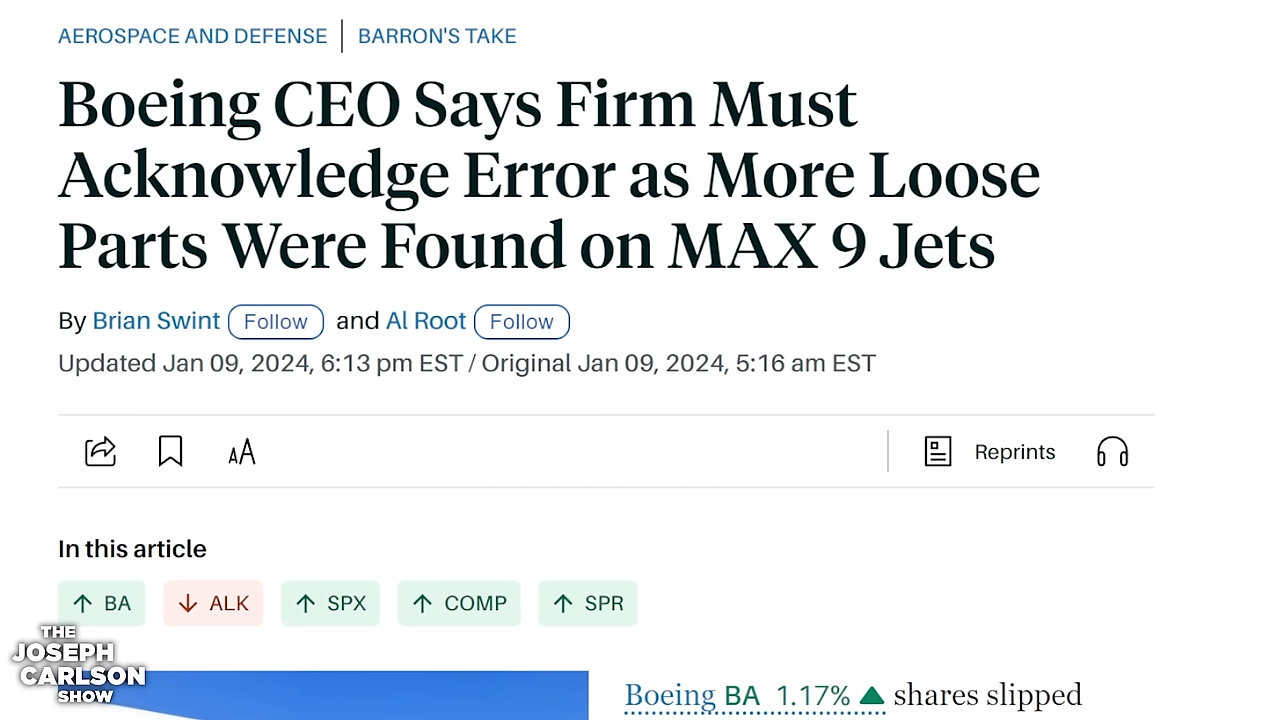 AEROSPACE AND DEFENSE | BARRON'S TAKE
Boeing CEO Says Firm Must
Acknowledge Error as More Loose
Parts Were Found on MAX 9 Jets
By Brian Swint Follow and Al Root Follow
Updated Jan 09, 2024, 6:13 pm EST / Original Jan 09, 2024, 5:16 am EST
Reprints
In this article
BA ALK SPX COMP SPR
THE
JOSEPH
CARLSON
SHOW
Boeing BA 1.17% shares slipped